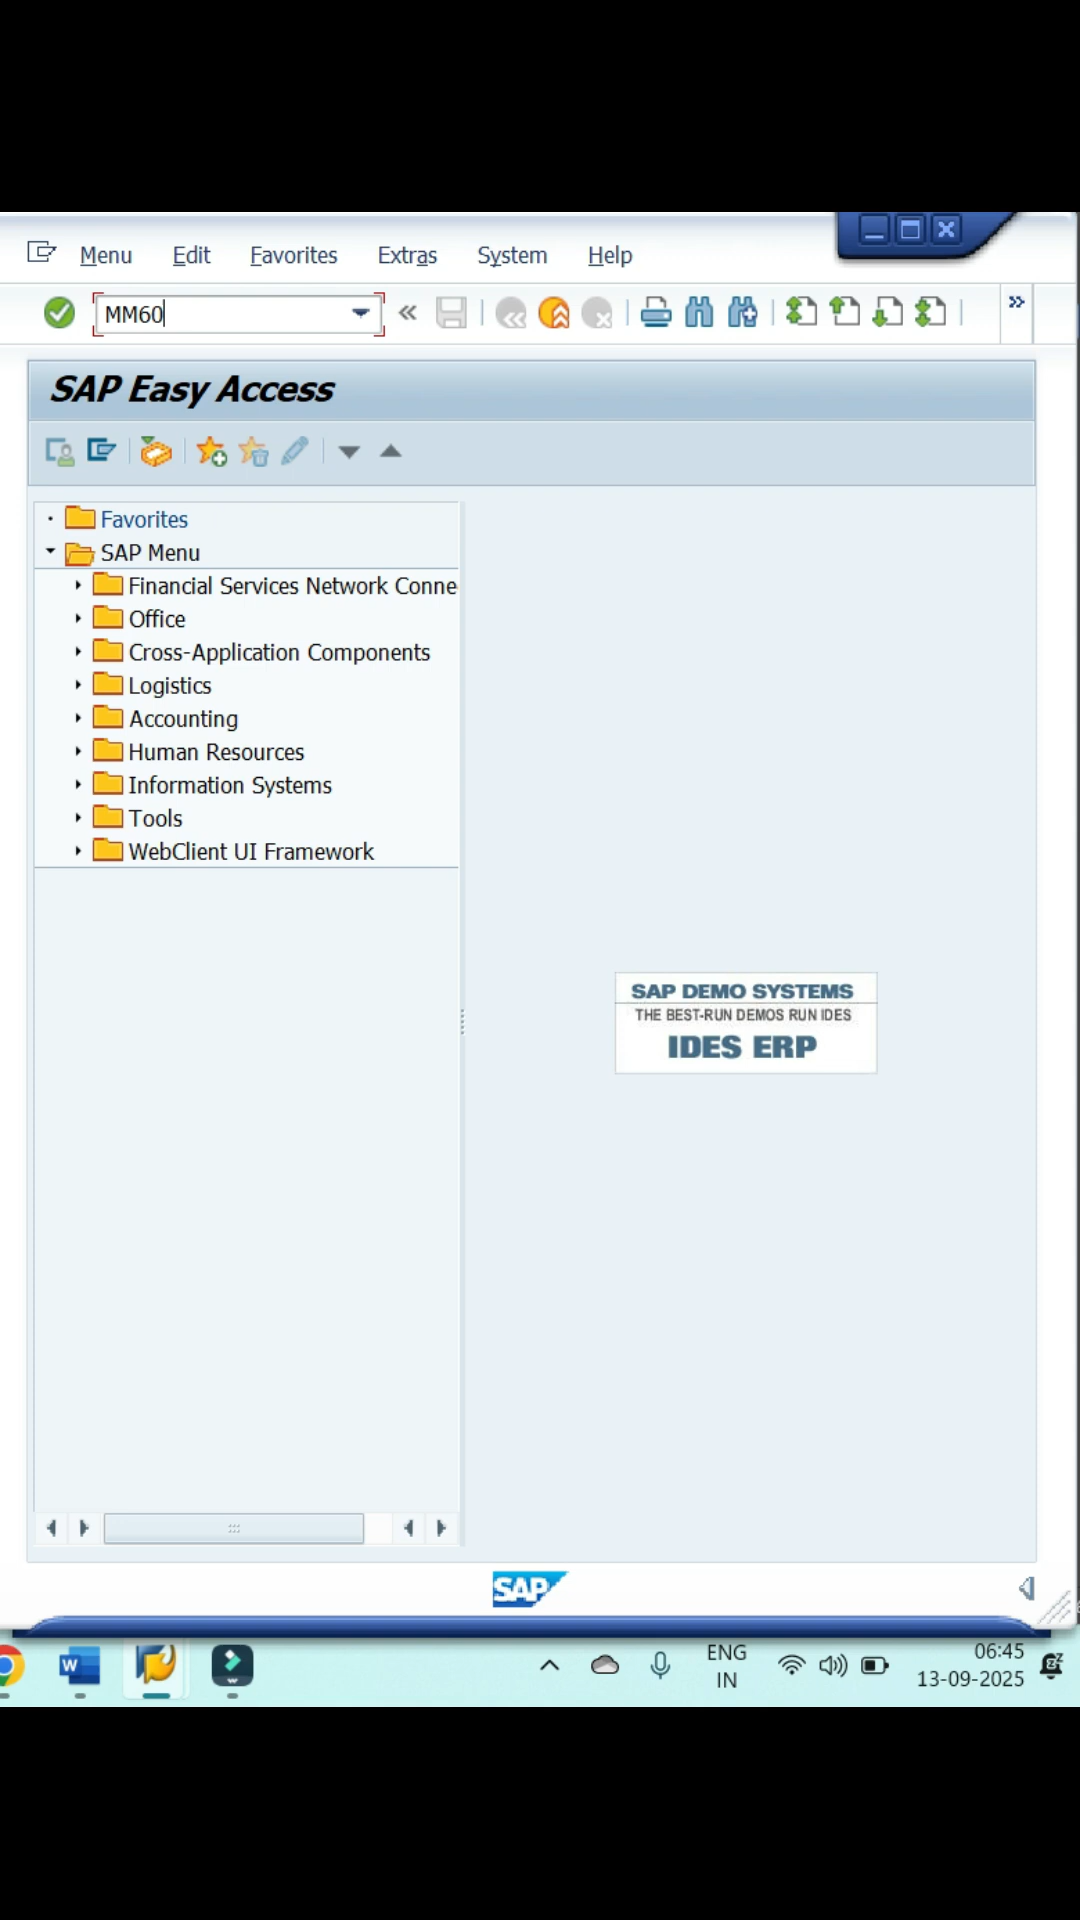 Menu Edit Favorites Extras System Help
MM60
SAP Easy Access
Favorites
SAP Menu
Financial Services Network Conne
Office
Cross-Application Components
Logistics
Accounting
Human Resources
Information Systems
Tools
WebClient UI Framework
SAP DEMO SYSTEMS
THE BEST-RUN DEMOS RUN IDES
IDES ERP
SAP
W
ENG
IN
06:45
13-09-2025